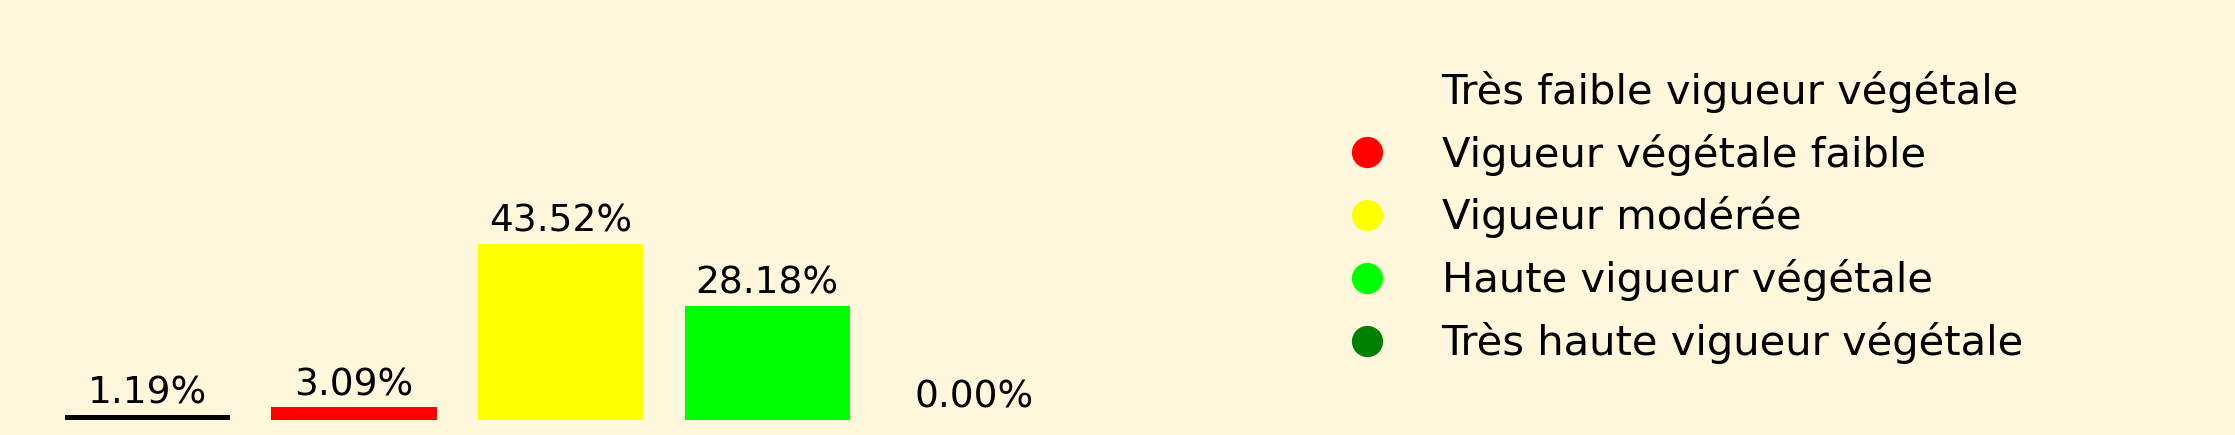 1.19%
3.09%
43.52%
28.18%
0.00%
Très faible vigueur végétale
Vigueur végétale faible
Vigueur modérée
Haute vigueur végétale
Très haute vigueur végétale